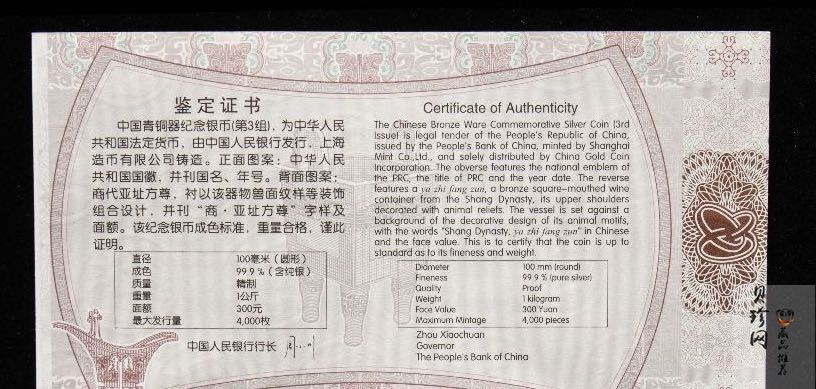 鉴定证书
中国青铜器纪念银币(第3组)，为中华人民
共和国法定货币，由中国人民银行发行，上海
造币有限公司铸造。正面图案：中华人民
共和国国徽，并刊国名、年号。背面图案：
商代亚址方尊，衬以该器物兽面纹样等装饰
组合设计，并刊“商·亚址方尊”字样及
面额。该纪念银币成色标准，重量合格，谨此
证明。
直径 100毫米（圆形）
成色 99.9％（含纯银）
质量 精制
重量 1公斤
面额 300元
最大发行量 4,000枚
中国人民银行行长
Certificate of Authenticity
The Chinese Bronze Ware Commemorative Silver Coin (3rd
Issue) is legal tender of the People's Republic of China,
issued by the People's Bank of China, minted by Shanghai
Mint Co.,Ltd., and solely distributed by China Gold Coin
Incorporation. The obverse features the national emblem of
the PRC, the title of PRC and the year date. The reverse
features a ya zhi fang zun, a bronze square-mouthed wine
container from the Shang Dynasty, its upper shoulders
decorated with animal reliefs. The vessel is set against a
background of the decorative design of its animal motifs,
with the words "Shang Dynasty, ya zhi fang zun" in Chinese
and the face value. This is to certify that the coin is up to
standard as to its fineness and weight.
Diameter 100 mm (round)
Fineness 99.9 % (pure silver)
Quality Proof
Weight 1 kilogram
Face Value 300 Yuan
Maximum Mintage 4,000 pieces
Zhou Xiaochuan
Governor
The People's Bank of China
贝珍网
藏品推荐